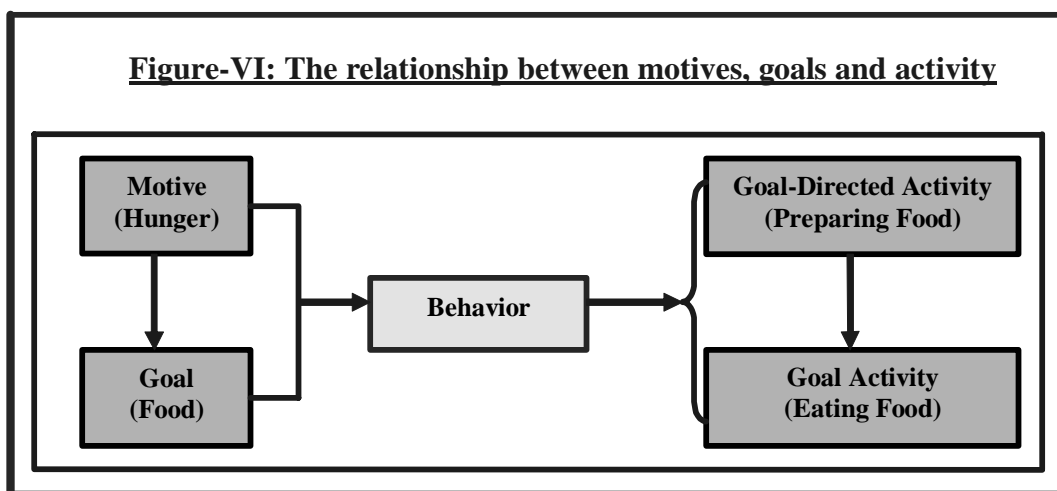 Figure-VI: The relationship between motives, goals and activity
Motive
(Hunger)
Goal
(Food)
Behavior
Goal-Directed Activity
(Preparing Food)
Goal Activity
(Eating Food)